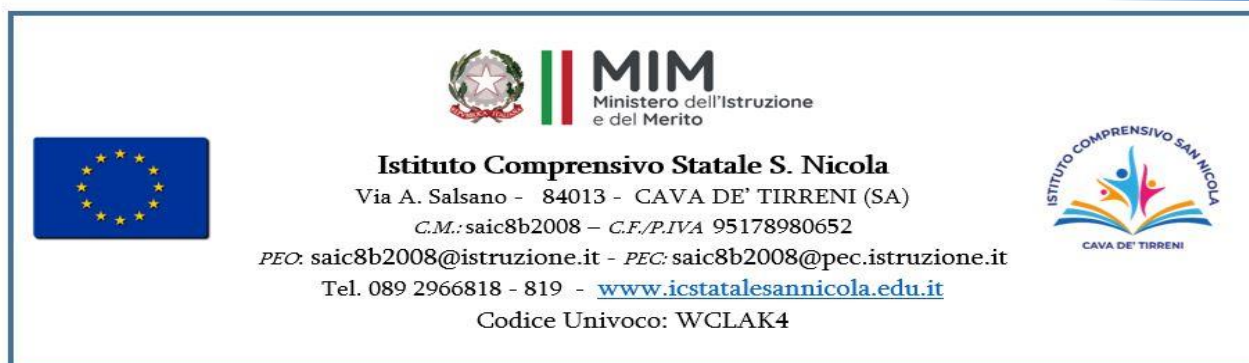 MIM
Ministero dell'Istruzione
e del Merito
Istituto Comprensivo Statale S. Nicola
Via A. Salsano - 84013 - CAVA DE' TIRRENI (SA)
C.M.: saic8b2008 – C.F./P.IVA 95178980652
PEO: saic8b2008@istruzione.it - PEC: saic8b2008@pec.istruzione.it
Tel. 089 2966818 - 819 - www.icstatalesannicola.edu.it
Codice Univoco: WCLAK4
ISTITUTO COMPRENSIVO SAN NICOLA
CAVA DE' TIRRENI